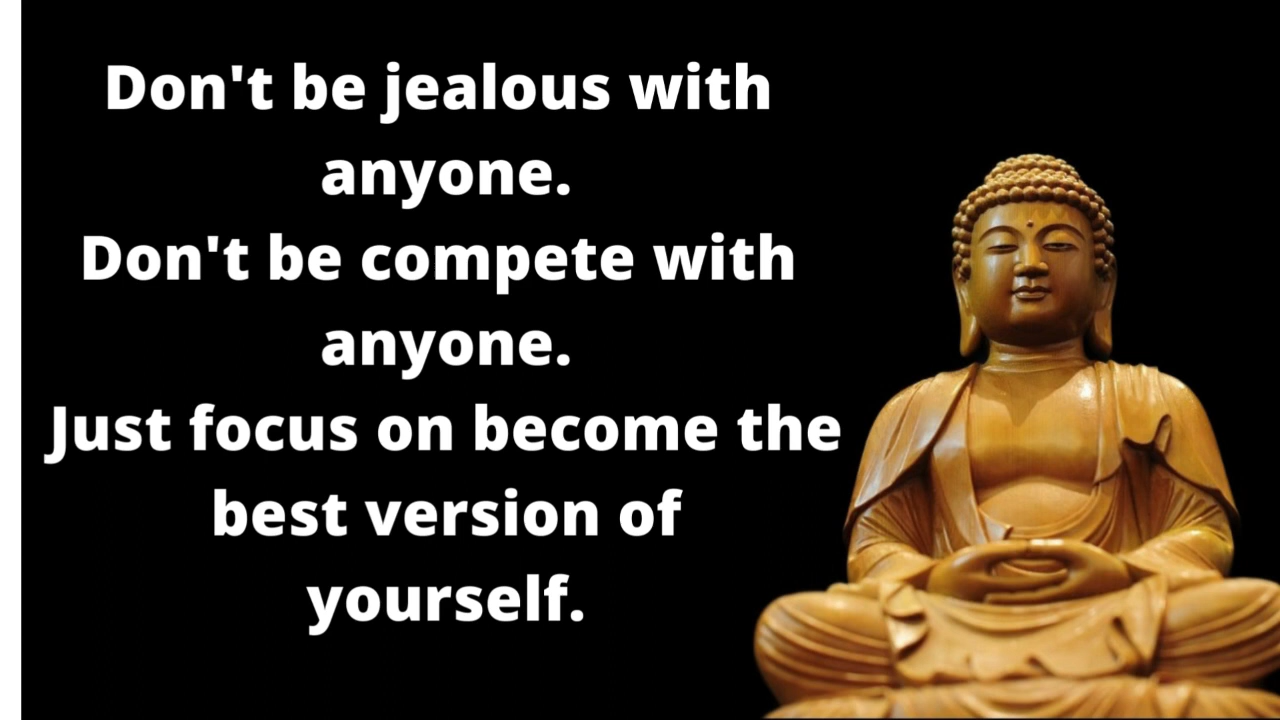 Don't be jealous with
anyone.
Don't be compete with
anyone.
Just focus on become the
best version of
yourself.